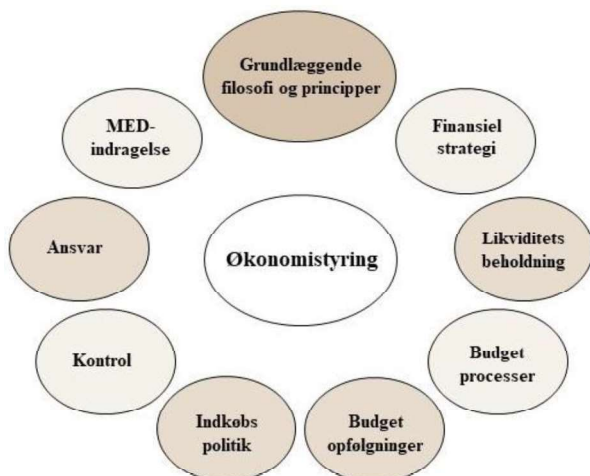 Grundlæggende
filosofi og principper
Finansiel
strategi
Likviditets
beholdning
Budget
processer
Budget
opfølgninger
Indkøbs
politik
Kontrol
Ansvar
MED-
indragelse
Økonomistyring